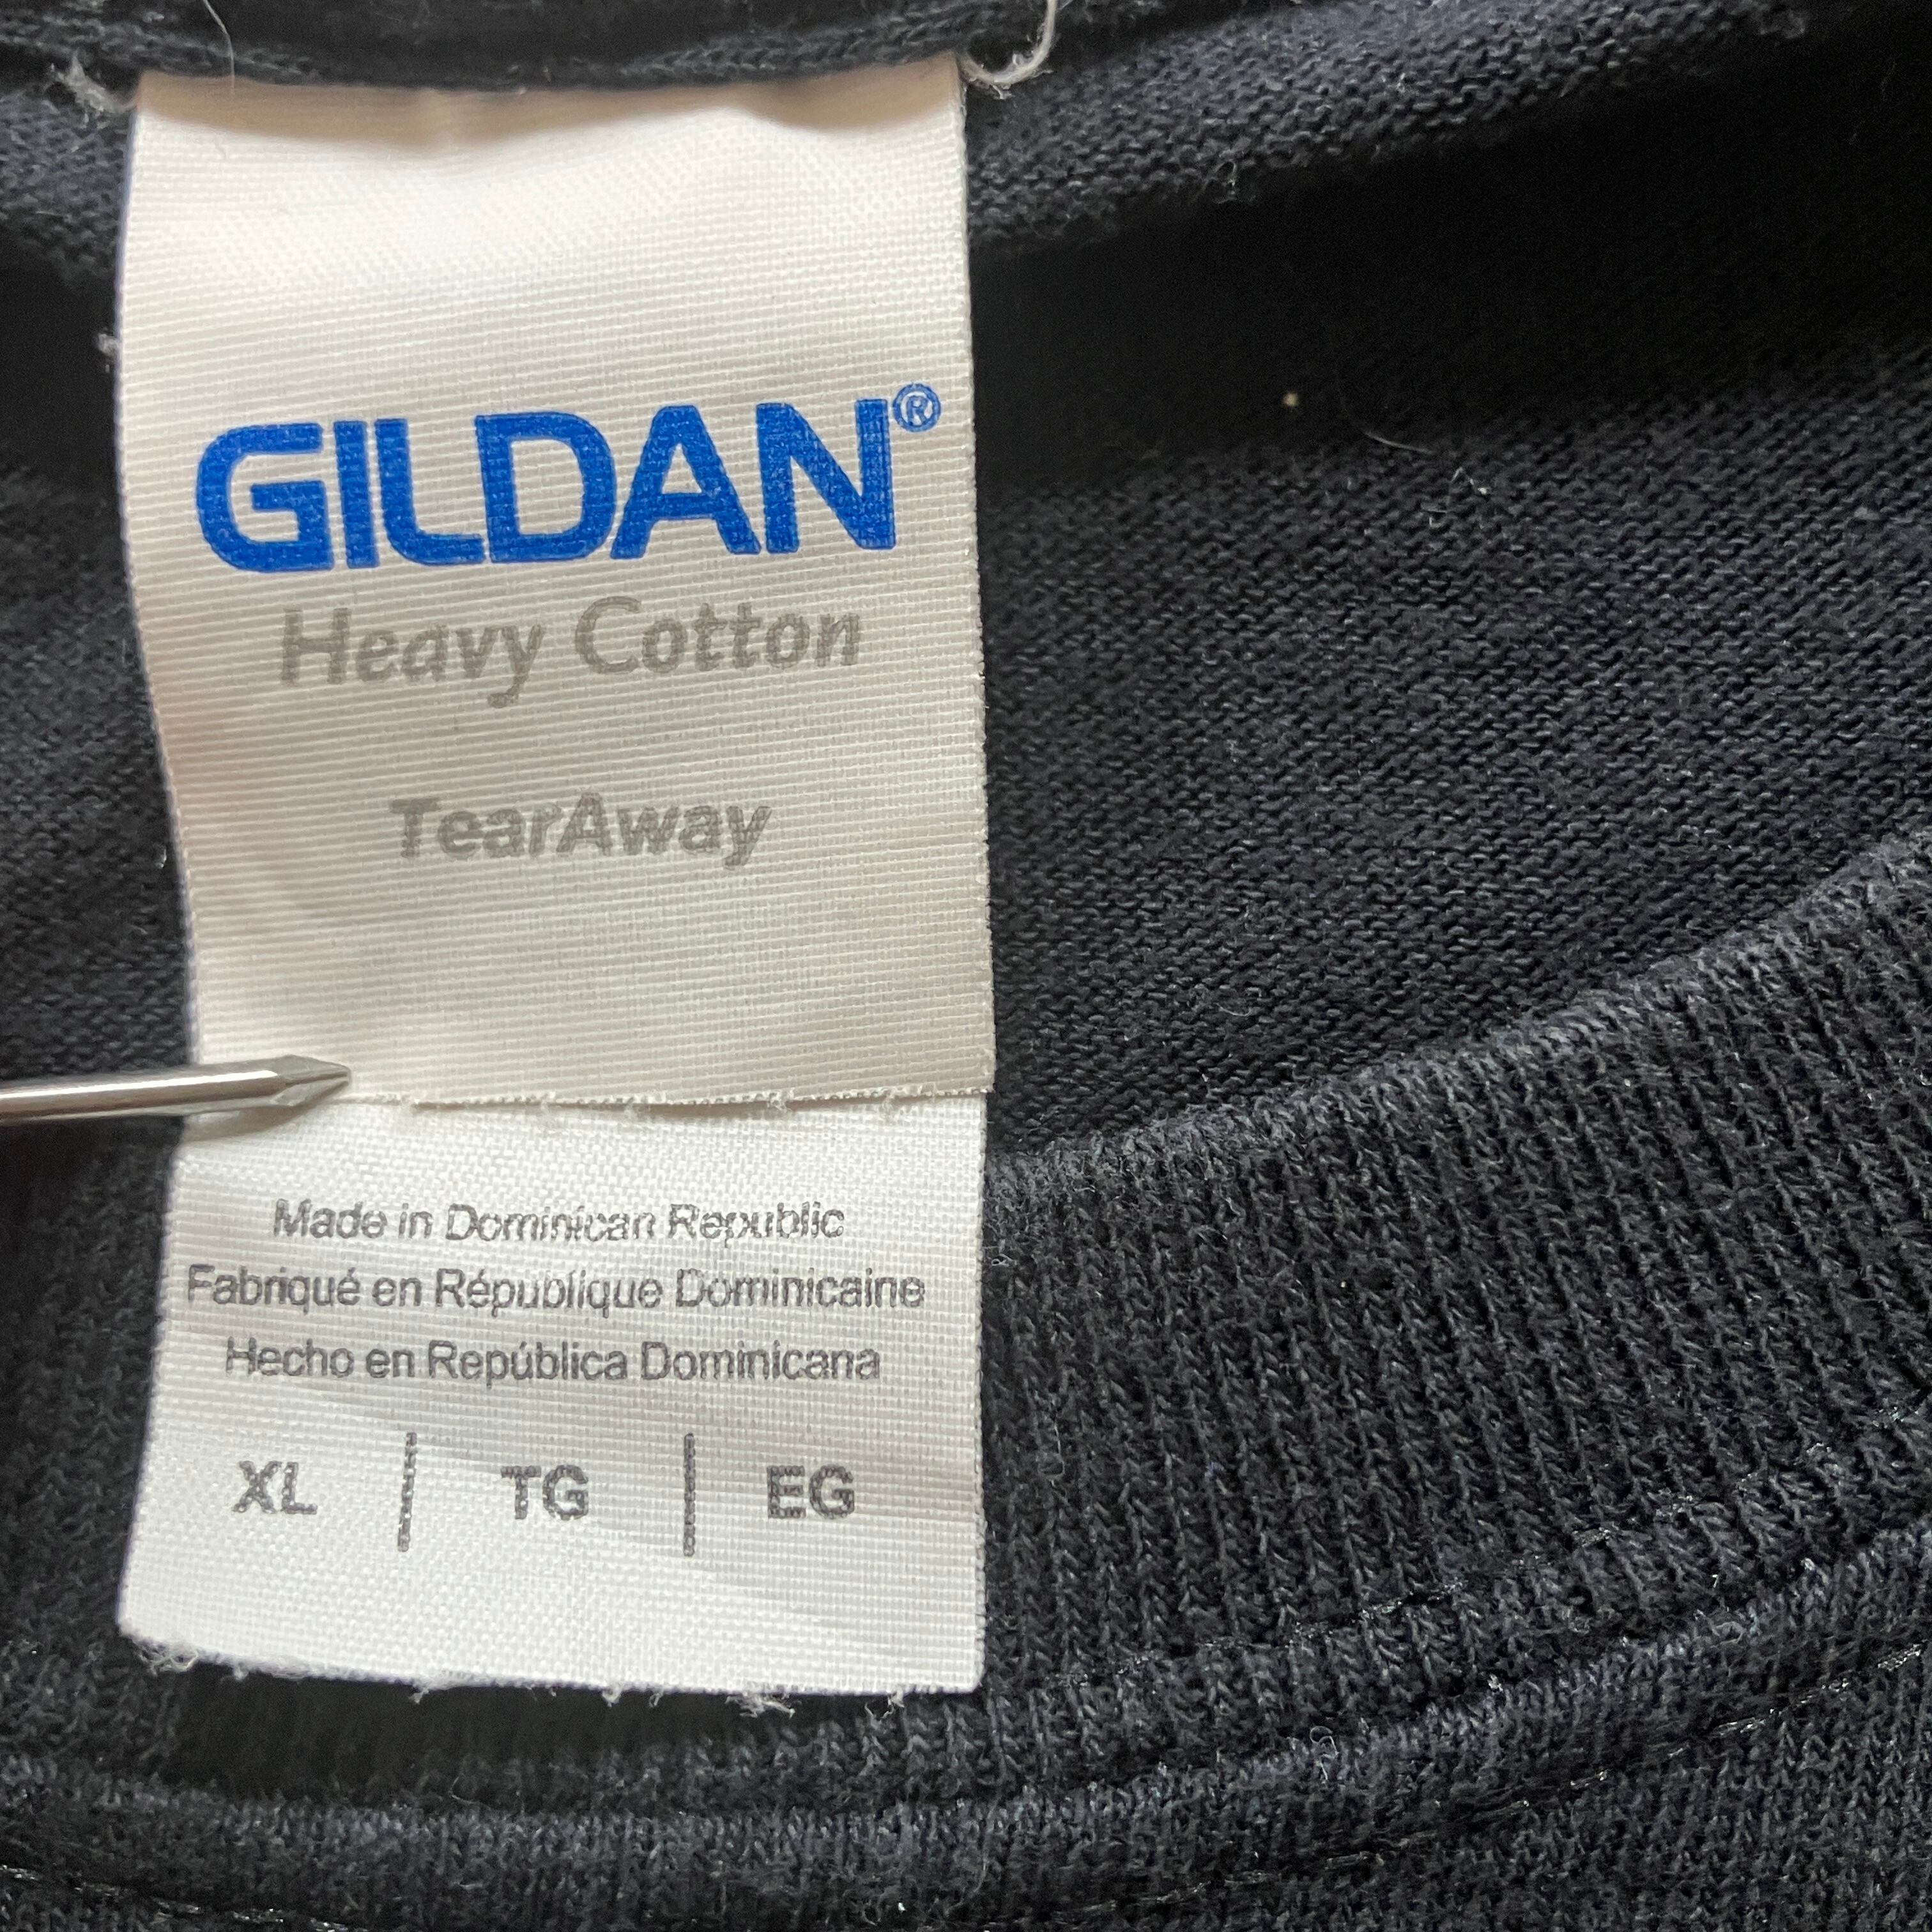 GILDAN®
Heavy Cotton
TearAway
Made in Dominican Republic
Fabriqué en République Dominicaine
Hecho en República Dominicana
XL | TG | EG